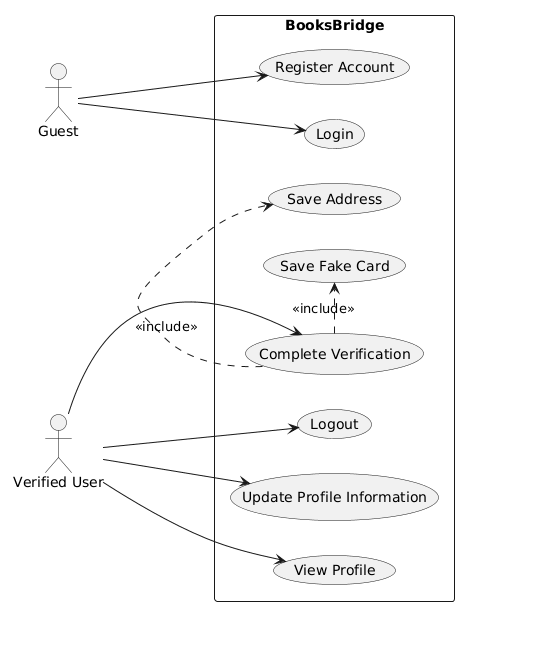 BooksBridge
Register Account
Guest
Login
Save Address
Save Fake Card
«include»
«include»
Complete Verification
Logout
Verified User
Update Profile Information
View Profile